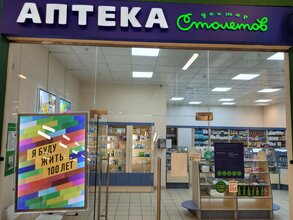 АПТЕКА
доктор
Столетов
Я БУДУ
ЖИТЬ
100 ЛЕТ